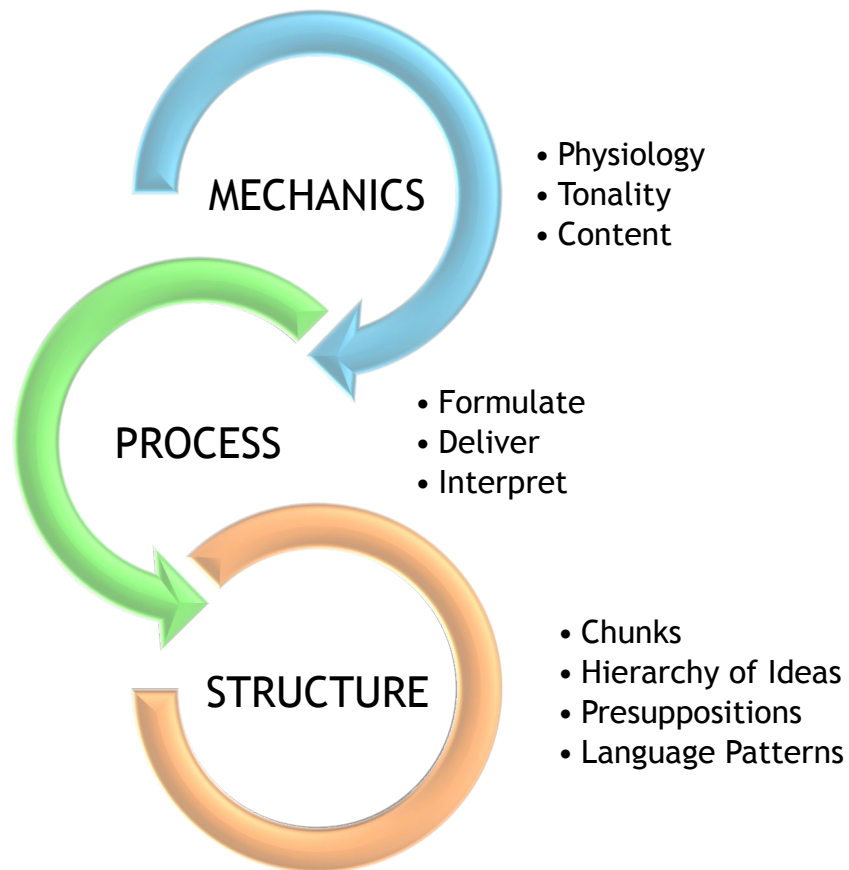 MECHANICS
• Physiology
• Tonality
• Content
PROCESS
• Formulate
• Deliver
• Interpret
STRUCTURE
• Chunks
• Hierarchy of Ideas
• Presuppositions
• Language Patterns